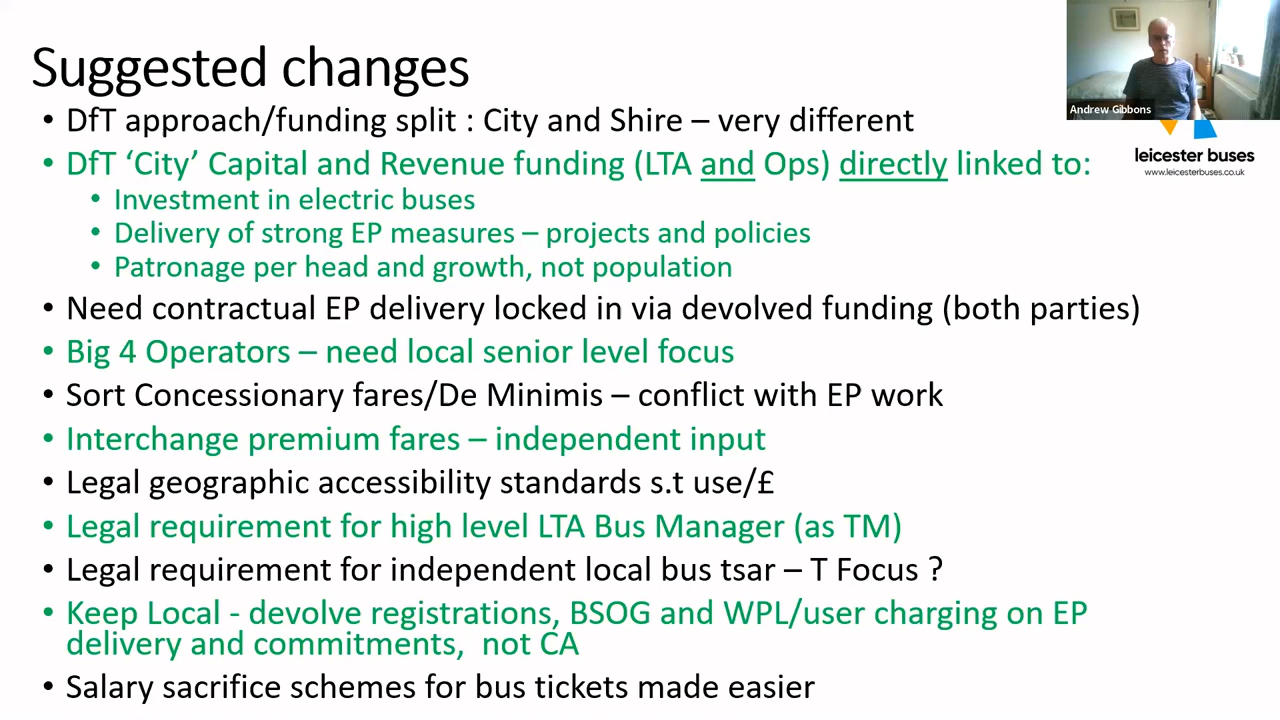 Suggested changes
• DfT approach/funding split : City and Shire – very different
• DfT ‘City’ Capital and Revenue funding (LTA and Ops) directly linked to:
• Investment in electric buses
• Delivery of strong EP measures – projects and policies
• Patronage per head and growth, not population
• Need contractual EP delivery locked in via devolved funding (both parties)
• Big 4 Operators – need local senior level focus
• Sort Concessionary fares/De Minimis – conflict with EP work
• Interchange premium fares – independent input
• Legal geographic accessibility standards s.t use/£
• Legal requirement for high level LTA Bus Manager (as TM)
• Legal requirement for independent local bus tsar – T Focus ?
• Keep Local - devolve registrations, BSOG and WPL/user charging on EP
delivery and commitments,  not CA
• Salary sacrifice schemes for bus tickets made easier
Andrew Gibbons
leicester buses
www.leicesterbuses.co.uk